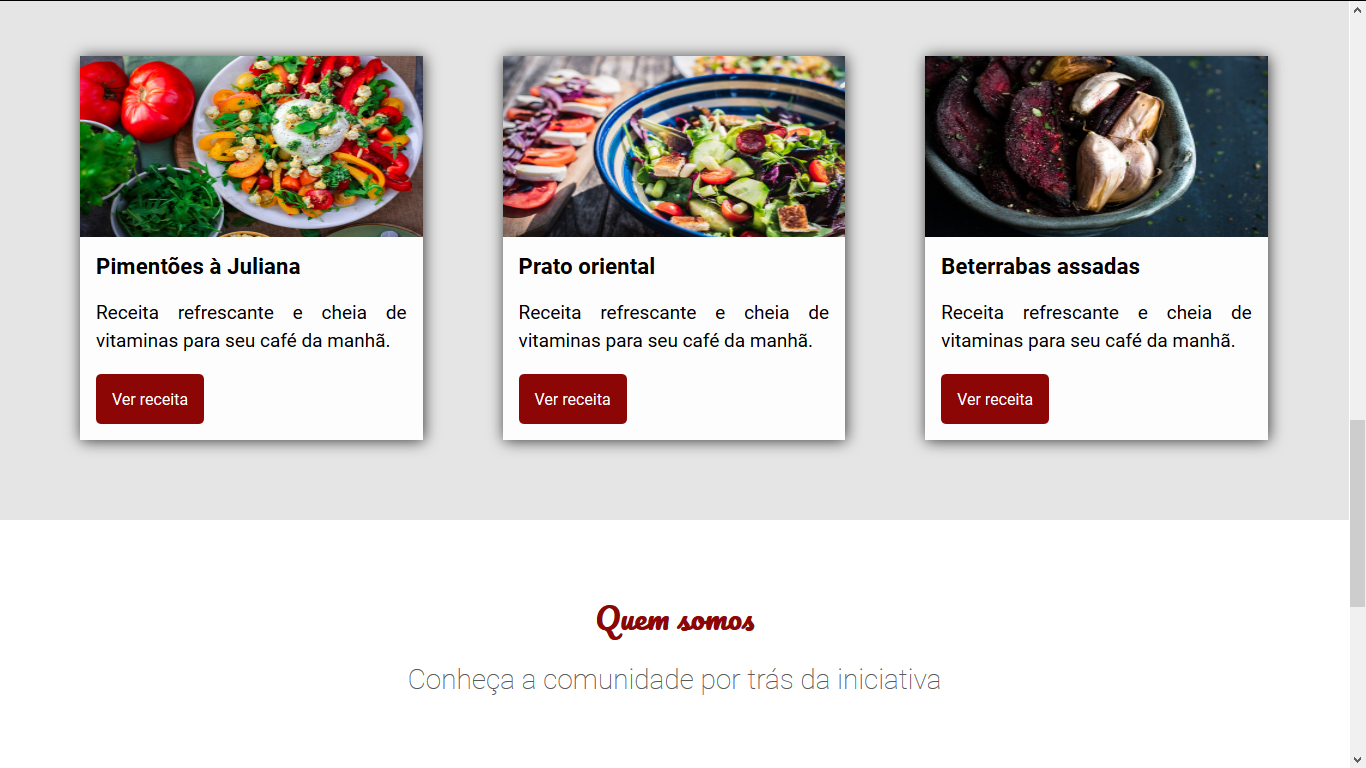 Pimentões à Juliana
Receita refrescante e cheia de
vitaminas para seu café da manhã.
Ver receita
Prato oriental
Receita refrescante e cheia de
vitaminas para seu café da manhã.
Ver receita
Beterrabas assadas
Receita refrescante e cheia de
vitaminas para seu café da manhã.
Ver receita
Quem somos
Conheça a comunidade por trás da iniciativa